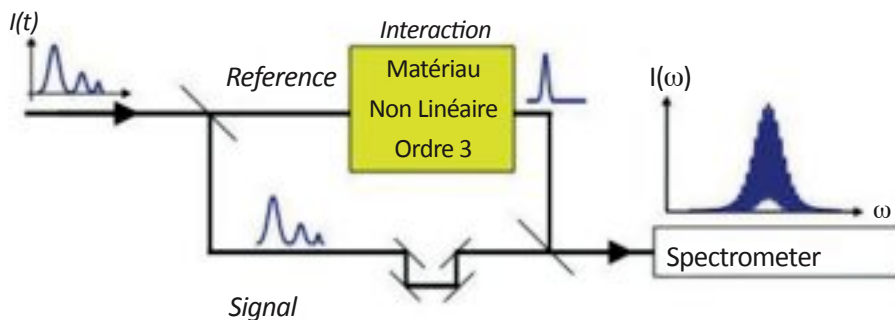 I(t)
Interaction
Reference
Matériau
Non Linéaire
Ordre 3
I(ω)
ω
Spectrometer
Signal